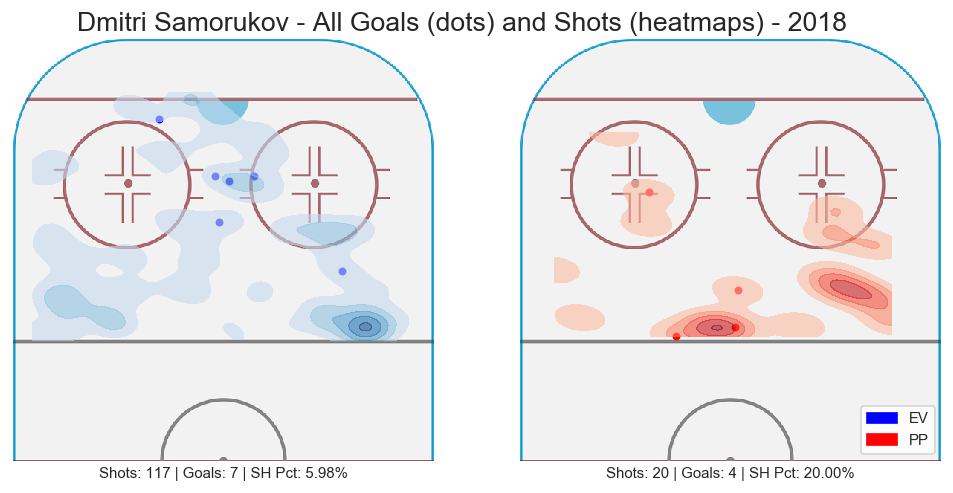 Dmitri Samorukov - All Goals (dots) and Shots (heatmaps) - 2018
EV
PP
Shots: 117 | Goals: 7 | SH Pct: 5.98%
Shots: 20 | Goals: 4 | SH Pct: 20.00%